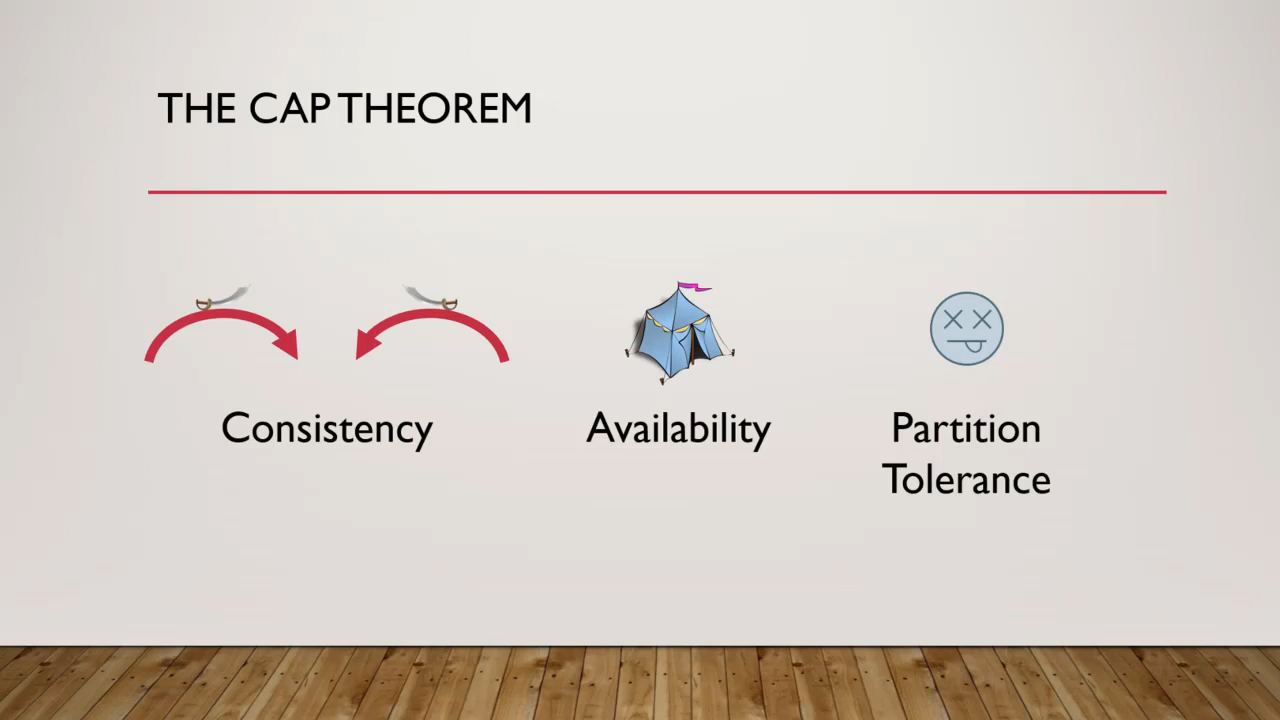 THE CAP THEOREM
Consistency
Availability
Partition
Tolerance